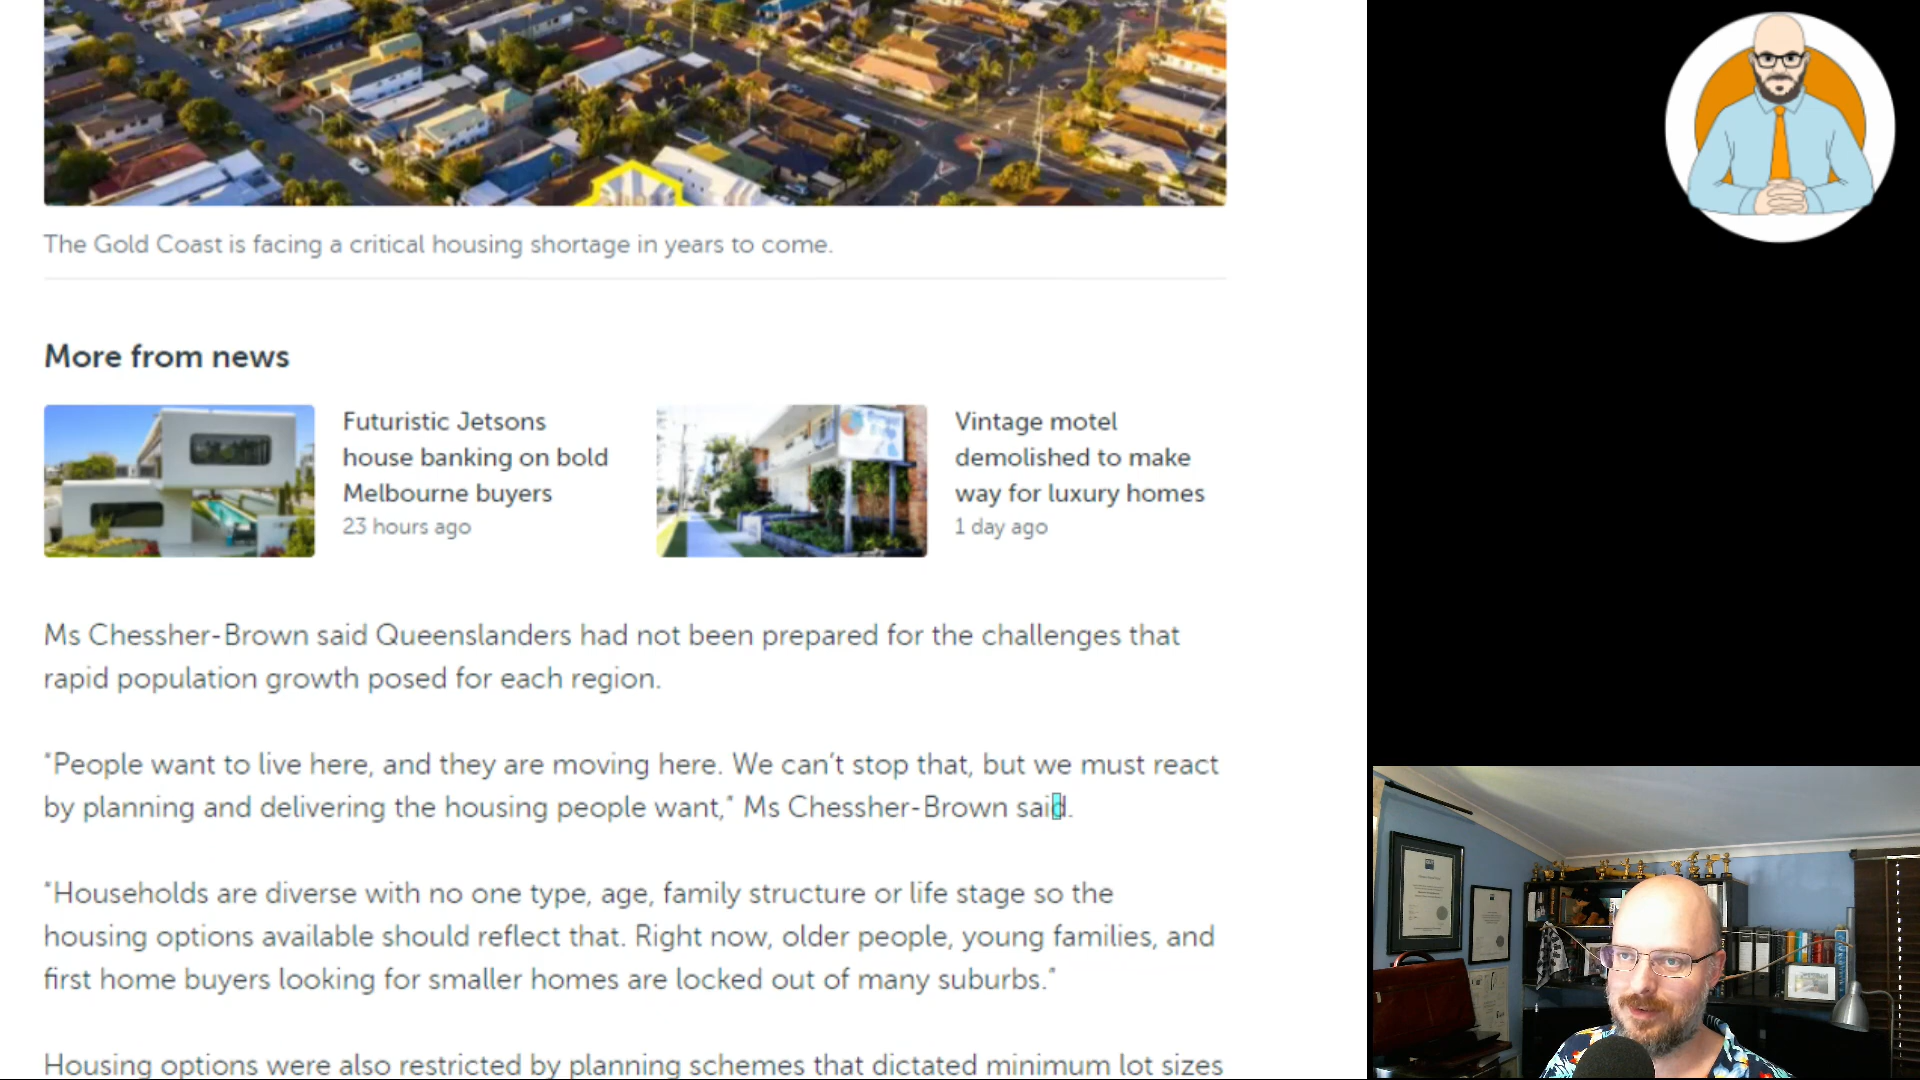 The Gold Coast is facing a critical housing shortage in years to come.
More from news
Futuristic Jetsons
house banking on bold
Melbourne buyers
23 hours ago
Vintage motel
demolished to make
way for luxury homes
1 day ago
Ms Chessher-Brown said Queenslanders had not been prepared for the challenges that
rapid population growth posed for each region.
“People want to live here, and they are moving here. We can’t stop that, but we must react
by planning and delivering the housing people want,” Ms Chessher-Brown said.
“Households are diverse with no one type, age, family structure or life stage so the
housing options available should reflect that. Right now, older people, young families, and
first home buyers looking for smaller homes are locked out of many suburbs.”
Housing options were also restricted by planning schemes that dictated minimum lot sizes